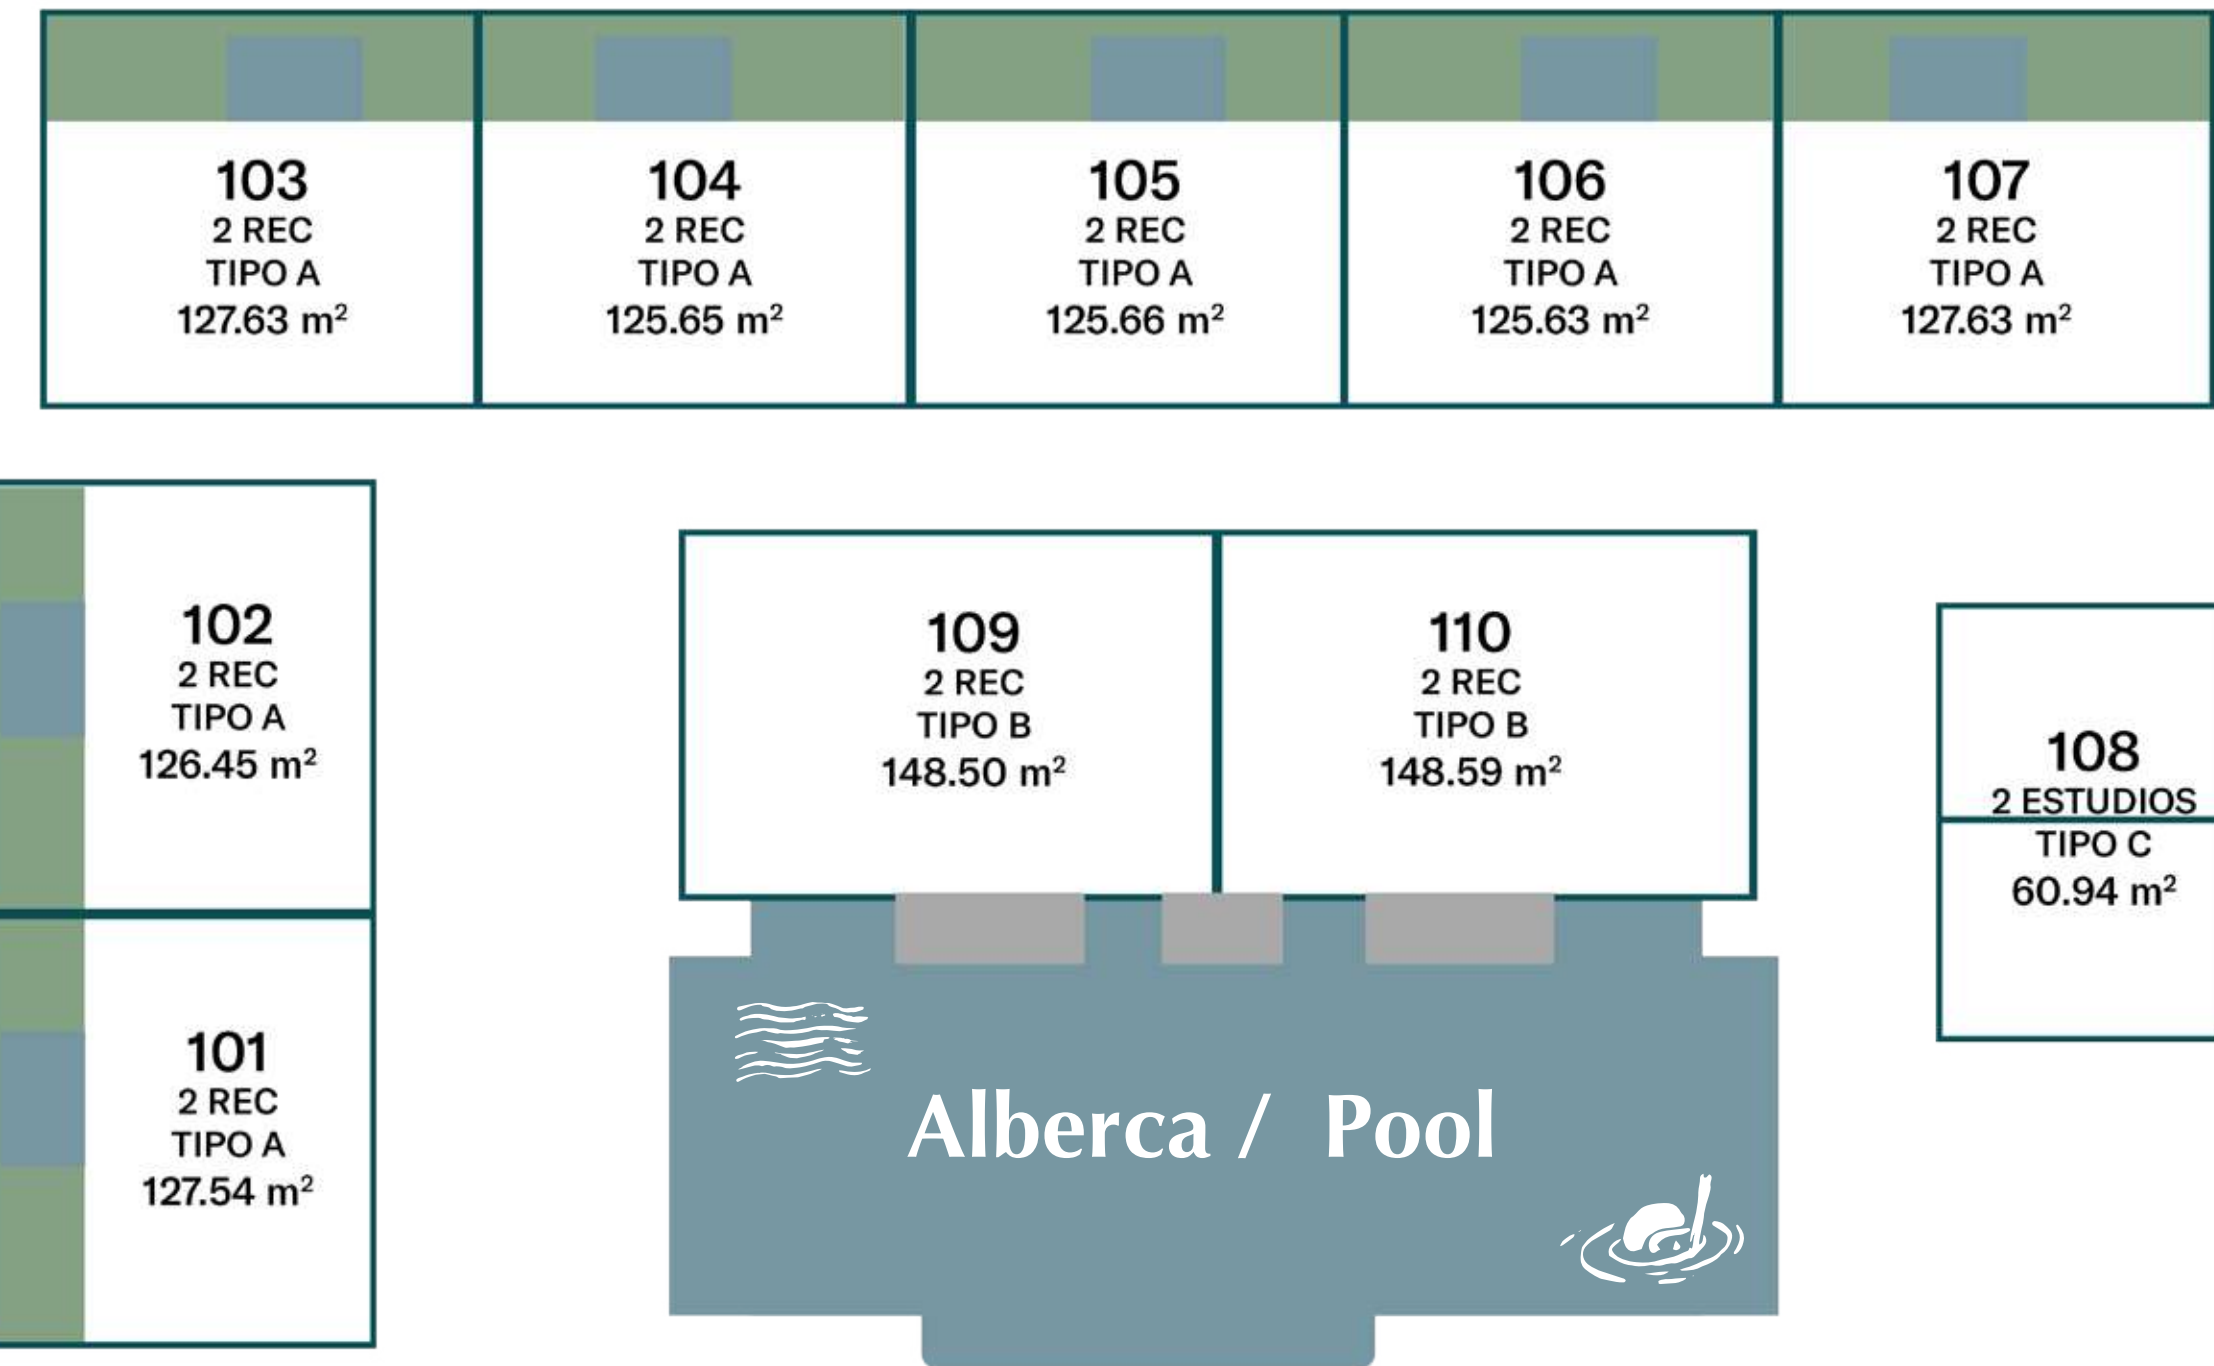 103
2 REC
TIPO A
127.63 m²
104
2 REC
TIPO A
125.65 m²
105
2 REC
TIPO A
125.66 m²
106
2 REC
TIPO A
125.63 m²
107
2 REC
TIPO A
127.63 m²
102
2 REC
TIPO A
126.45 m²
109
2 REC
TIPO B
148.50 m²
110
2 REC
TIPO B
148.59 m²
108
2 ESTUDIOS
TIPO C
60.94 m²
101
2 REC
TIPO A
127.54 m²
Alberca / Pool